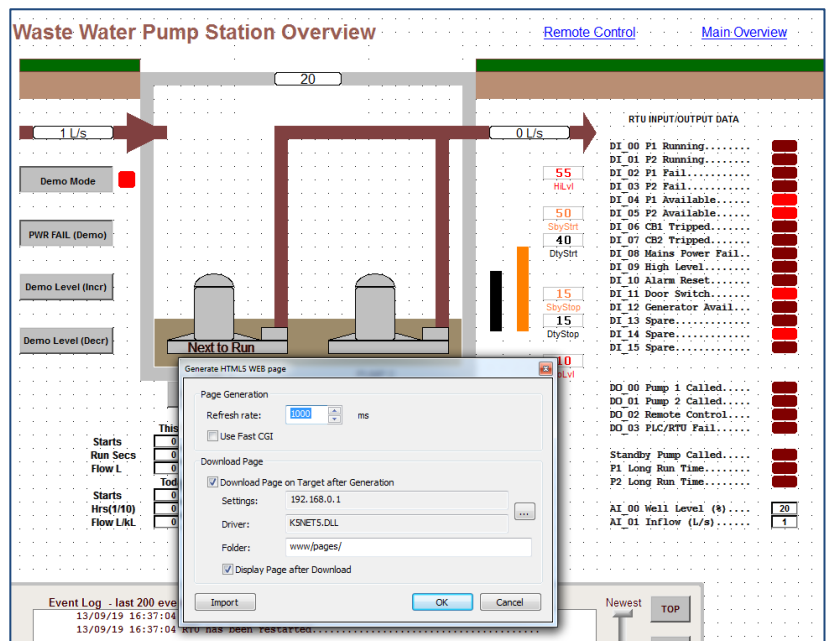 Waste Water Pump Station Overview
Remote Control
Main Overview
20
1 L/s
0 L/s
RTU INPUT/OUTPUT DATA
DI_00 P1 Running........
DI_01 P2 Running........
DI_02 P1 Fail...........
DI_03 P2 Fail...........
DI_04 P1 Available......
DI_05 P2 Available......
DI_06 CB1 Tripped.......
DI_07 CB2 Tripped.......
DI_08 Mains Power Fail..
DI_09 High Level........
DI_10 Alarm Reset.......
DI_11 Door Switch.......
DI_12 Generator Avail...
DI_13 Spare.............
DI_14 Spare.............
DI_15 Spare.............
DO_00 Pump 1 Called.....
DO_01 Pump 2 Called.....
DO_02 Remote Control....
DO_03 PLC/RTU Fail......
Standby Pump Called.....
P1 Long Run Time........
P2 Long Run Time........
AI_00 Well Level (%).... 20
AI_01 Inflow (L/s)...... 1
Demo Mode
PWR FAIL (Demo)
Demo Level (Incr)
Demo Level (Decr)
55
HiLvl
50
SbyStrt
40
DtyStrt
15
SbyStop
15
DtyStop
10
Next to Run
This
Starts 0
Run Secs 0
Flow L 0
Tod
Starts 0
Hrs(1/10) 0
Flow L/kL 0
Generate HTML5 WEB page
Page Generation
Refresh rate: 1000 ms
Use Fast CGI
Download Page
Download Page on Target after Generation
Settings: 192.168.0.1
...
Driver: K5NET5.DLL
Folder: www/pages/
Display Page after Download
Import
OK
Cancel
Event Log - last 200 eve
13/09/19 16:37:04
13/09/19 16:37:04 RTU has been restarted
Newest
TOP